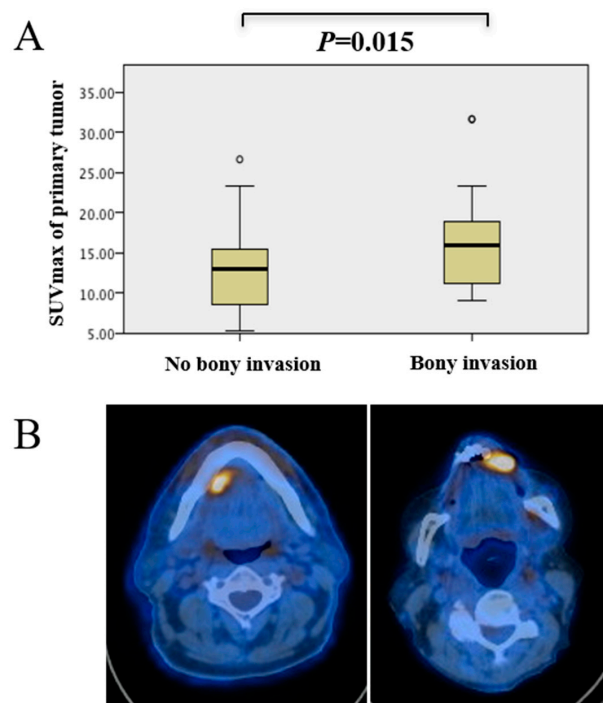 A
P=0.015
SUVmax of primary tumor
35.00
30.00
25.00
20.00
15.00
10.00
5.00
No bony invasion
Bony invasion
B